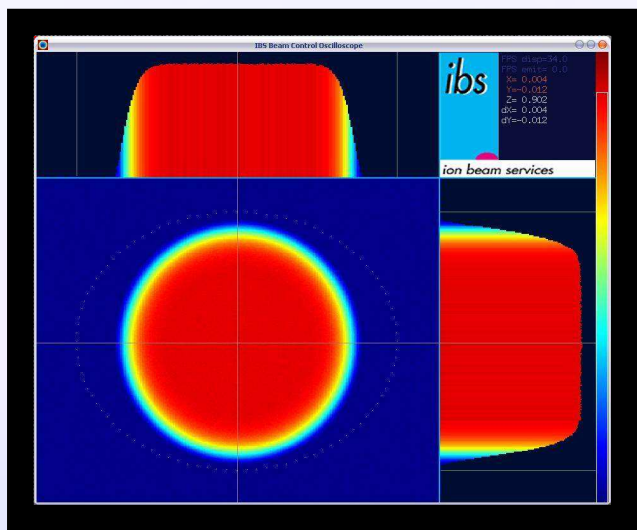 IBS Beam Control Oscilloscope
ibs
FPS disp=34.0
FPS emit= 0.0
X= 0.004
Y=-0.012
Z= 0.902
dX= 0.004
dY=-0.012
ion beam services